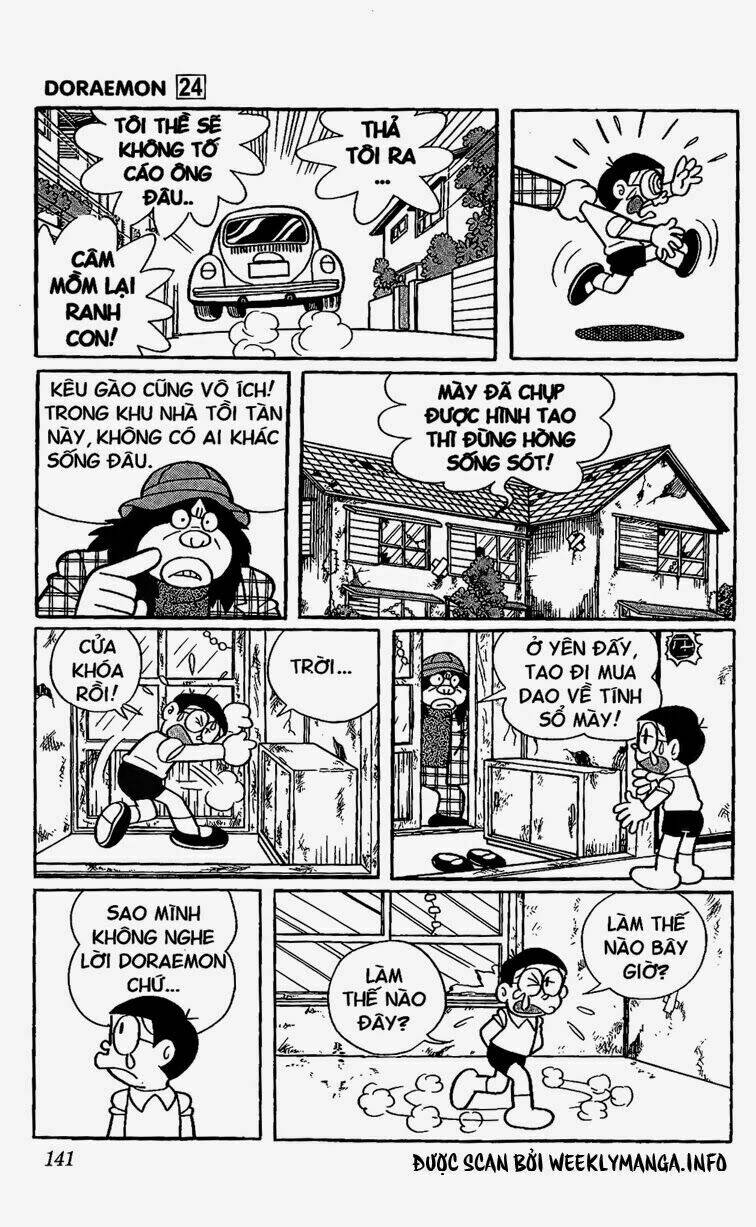 DORAEMON 24
THẢ
TÔI RA
...
TÔI THỀ SẼ
KHÔNG TỐ
CÁO ÔNG
ĐÂU..
CÂM
MỒM LẠI
RANH
CON!
MÀY ĐÃ CHỤP
ĐƯỢC HÌNH TAO
THÌ ĐỪNG HÒNG
SỐNG SÓT!
KÊU GÀO CŨNG VÔ ÍCH!
TRONG KHU NHÀ TỒI TÀN
NÀY, KHÔNG CÓ AI KHÁC
SỐNG ĐÂU.
Ở YÊN ĐẤY,
TAO ĐI MUA
DAO VỀ TÍNH
SỔ MÀY!
TRỜI...
CỬA
KHÓA
RỒI!
LÀM THẾ
NÀO BÂY
GIỜ?
LÀM
THẾ NÀO
ĐÂY?
SAO MÌNH
KHÔNG NGHE
LỜI DORAEMON
CHỨ...
141
ĐƯỢC SCAN BỞI WEEKLYMANGA.INFO